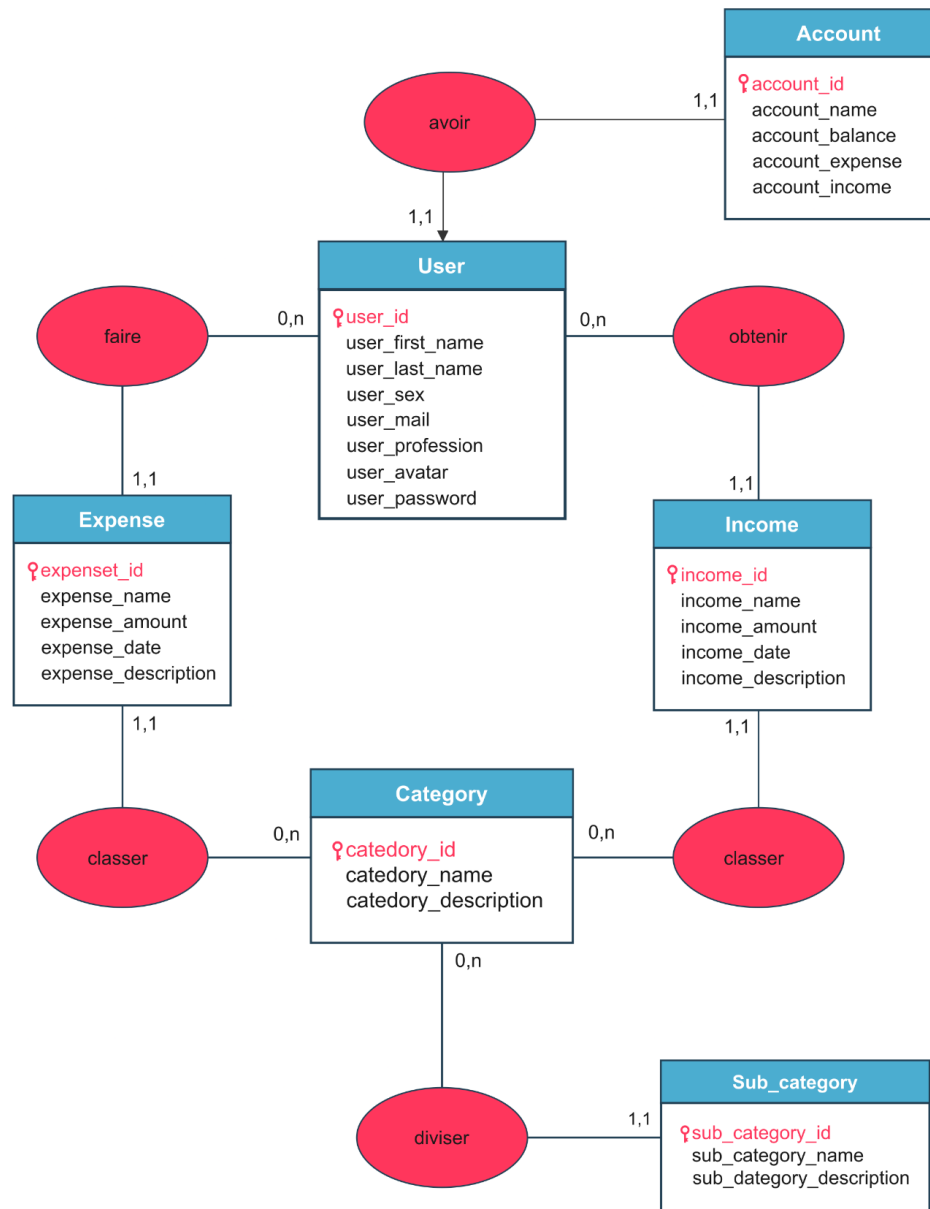 Account
account_id
account_name
account_balance
account_expense
account_income
avoir
1,1
1,1
User
user_id
user_first_name
user_last_name
user_sex
user_mail
user_profession
user_avatar
user_password
faire
0,n
0,n
obtenir
1,1
1,1
Expense
expenset_id
expense_name
expense_amount
expense_date
expense_description
Income
income_id
income_name
income_amount
income_date
income_description
1,1
1,1
Category
catedory_id
catedory_name
catedory_description
classer
0,n
0,n
classer
0,n
diviser
1,1
Sub_category
sub_category_id
sub_category_name
sub_dategory_description